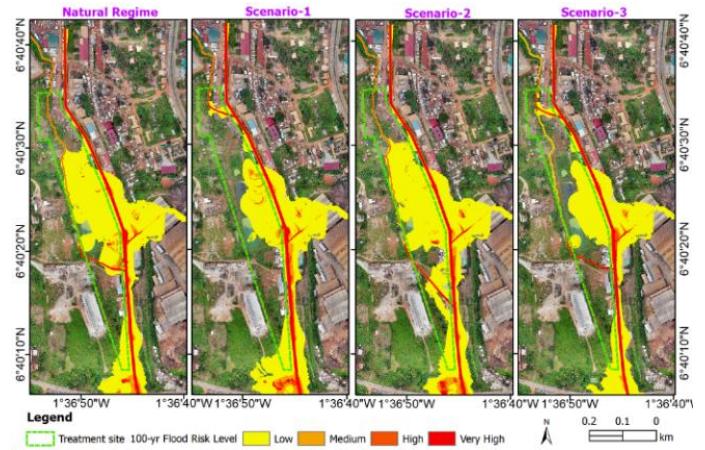 Natural Regime Scenario-1 Scenario-2 Scenario-3
6°40'40"N 6°40'40"N
6°40'30"N 6°40'30"N
6°40'20"N 6°40'20"N
6°40'10"N 6°40'10"N
1°36'50"W 1°36'40"W 1°36'50"W 1°36'40"W 1°36'50"W 1°36'40"W 1°36'50"W 1°36'40"W
Legend
Treatment site 100-yr Flood Risk Level Low Medium High Very High
N
0.2 0.1 0
km